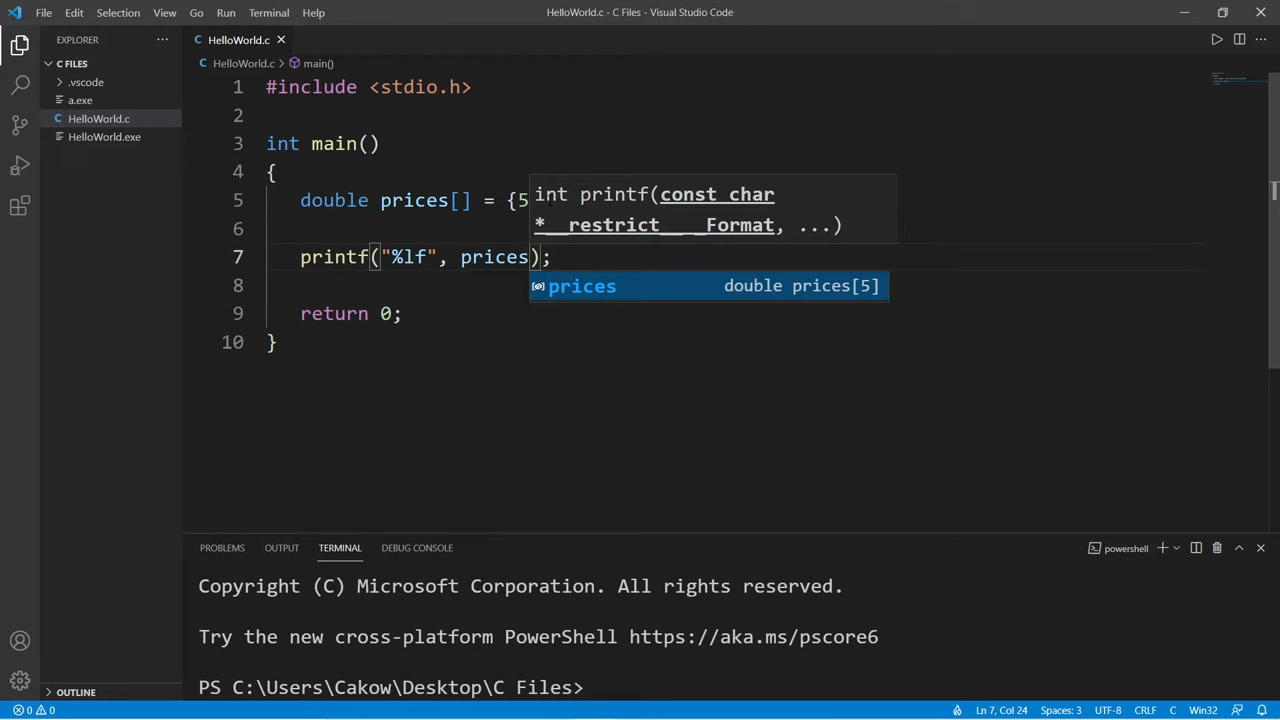 File Edit Selection View Go Run Terminal Help
HelloWorld.c - C Files - Visual Studio Code
EXPLORER
C FILES
.vscode
a.exe
C HelloWorld.c
HelloWorld.exe
OUTLINE
C HelloWorld.c
C HelloWorld.c > main()
1 #include <stdio.h>
2
3 int main()
4 {
5 double prices[] = {5
6
7 printf("%lf", prices);
8
9 return 0;
10 }
int printf(const char
*__restrict__ _Format, ...)
prices double prices[5]
PROBLEMS OUTPUT TERMINAL DEBUG CONSOLE
powershell
Copyright (C) Microsoft Corporation. All rights reserved.
Try the new cross-platform PowerShell https://aka.ms/pscore6
PS C:\Users\Cakow\Desktop\C Files>
0 0
Ln 7, Col 24 Spaces: 3 UTF-8 CRLF C Win32